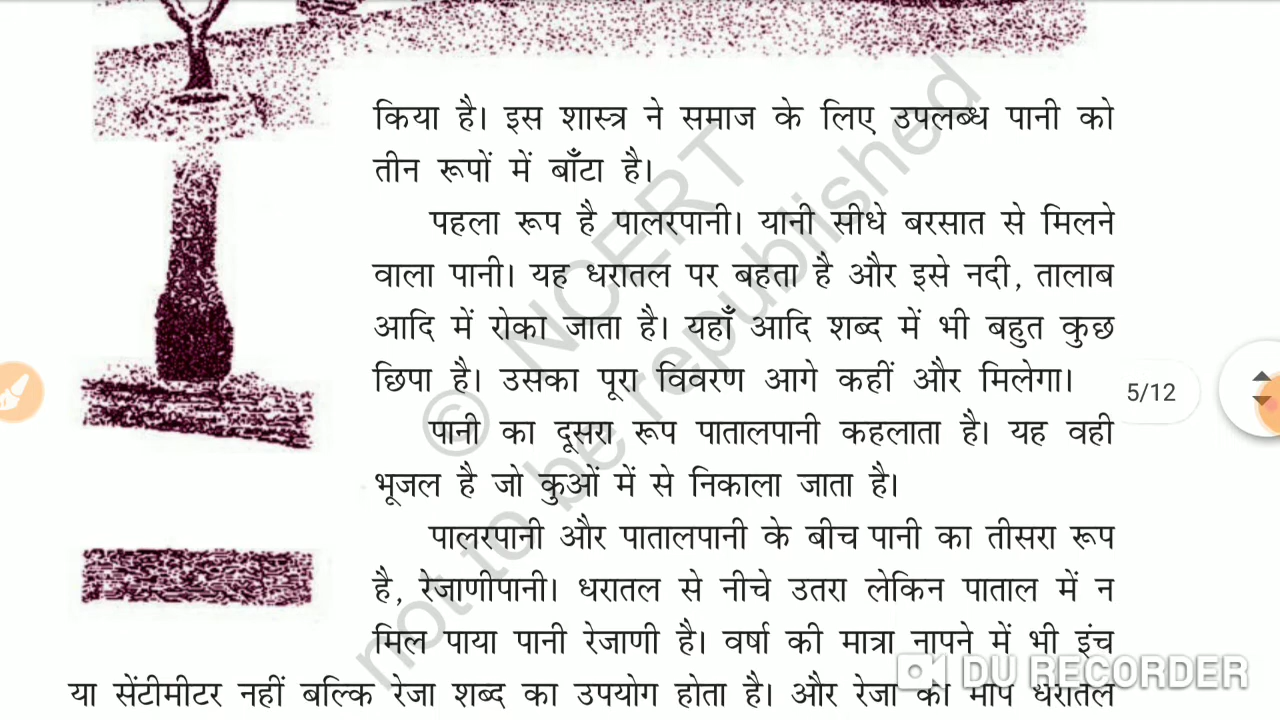 किया है। इस शास्त्र ने समाज के लिए उपलब्ध पानी को
तीन रूपों में बाँटा है।
पहला रूप है पालरपानी। यानी सीधे बरसात से मिलने
वाला पानी। यह धरातल पर बहता है और इसे नदी, तालाब
आदि में रोका जाता है। यहाँ आदि शब्द में भी बहुत कुछ
छिपा है। उसका पूरा विवरण आगे कहीं और मिलेगा।
5/12
पानी का दूसरा रूप पातालपानी कहलाता है। यह वही
भूजल है जो कुओं में से निकाला जाता है।
पालरपानी और पातालपानी के बीच पानी का तीसरा रूप
है, रेजाणीपानी। धरातल से नीचे उतरा लेकिन पाताल में न
मिल पाया पानी रेजाणी है। वर्षा की मात्रा नापने में भी इंच
या सेंटीमीटर नहीं बल्कि रेजा शब्द का उपयोग होता है। और रेजा का माप धरातल
© NCERT
not to be republished
DU RECORDER